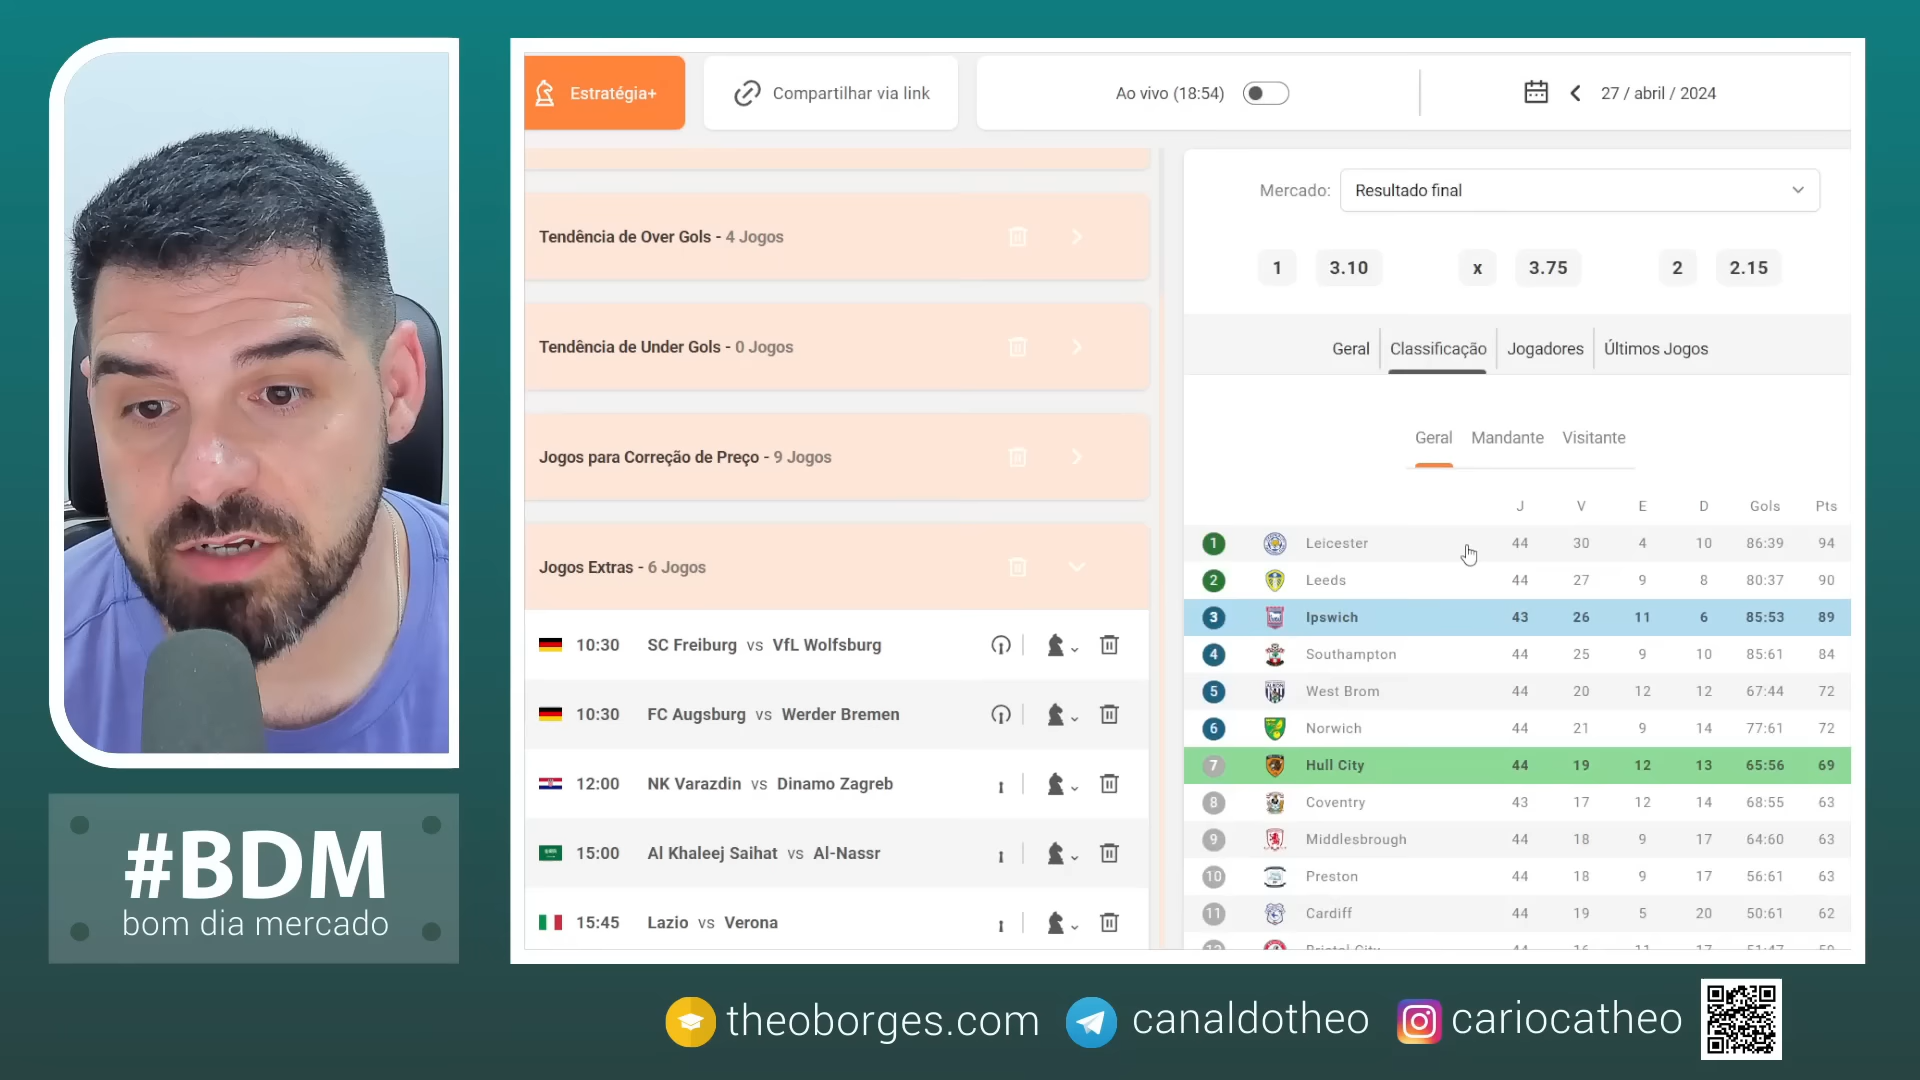 Estratégia+
Compartilhar via link
Ao vivo (18:54)
27 / abril / 2024
Tendência de Over Gols - 4 Jogos
Tendência de Under Gols - 0 Jogos
Jogos para Correção de Preço - 9 Jogos
Jogos Extras - 6 Jogos
10:30 SC Freiburg vs VfL Wolfsburg
10:30 FC Augsburg vs Werder Bremen
12:00 NK Varazdin vs Dinamo Zagreb
15:00 Al Khaleej Saihat vs Al-Nassr
15:45 Lazio vs Verona
Mercado: Resultado final
1 3.10 x 3.75 2 2.15
Geral Classificação Jogadores Últimos Jogos
Geral Mandante Visitante
J V E D Gols Pts
1 Leicester 44 30 4 10 86:39 94
2 Leeds 44 27 9 8 80:37 90
3 Ipswich 43 26 11 6 85:53 89
4 Southampton 44 25 9 10 85:61 84
5 West Brom 44 20 12 12 67:44 72
6 Norwich 44 21 9 14 77:61 72
7 Hull City 44 19 12 13 65:56 69
8 Coventry 43 17 12 14 68:55 63
9 Middlesbrough 44 18 9 17 64:60 63
10 Preston 44 18 9 17 56:61 63
11 Cardiff 44 19 5 20 50:61 62
#BDM
bom dia mercado
theoborges.com
canaldotheo
cariocatheo